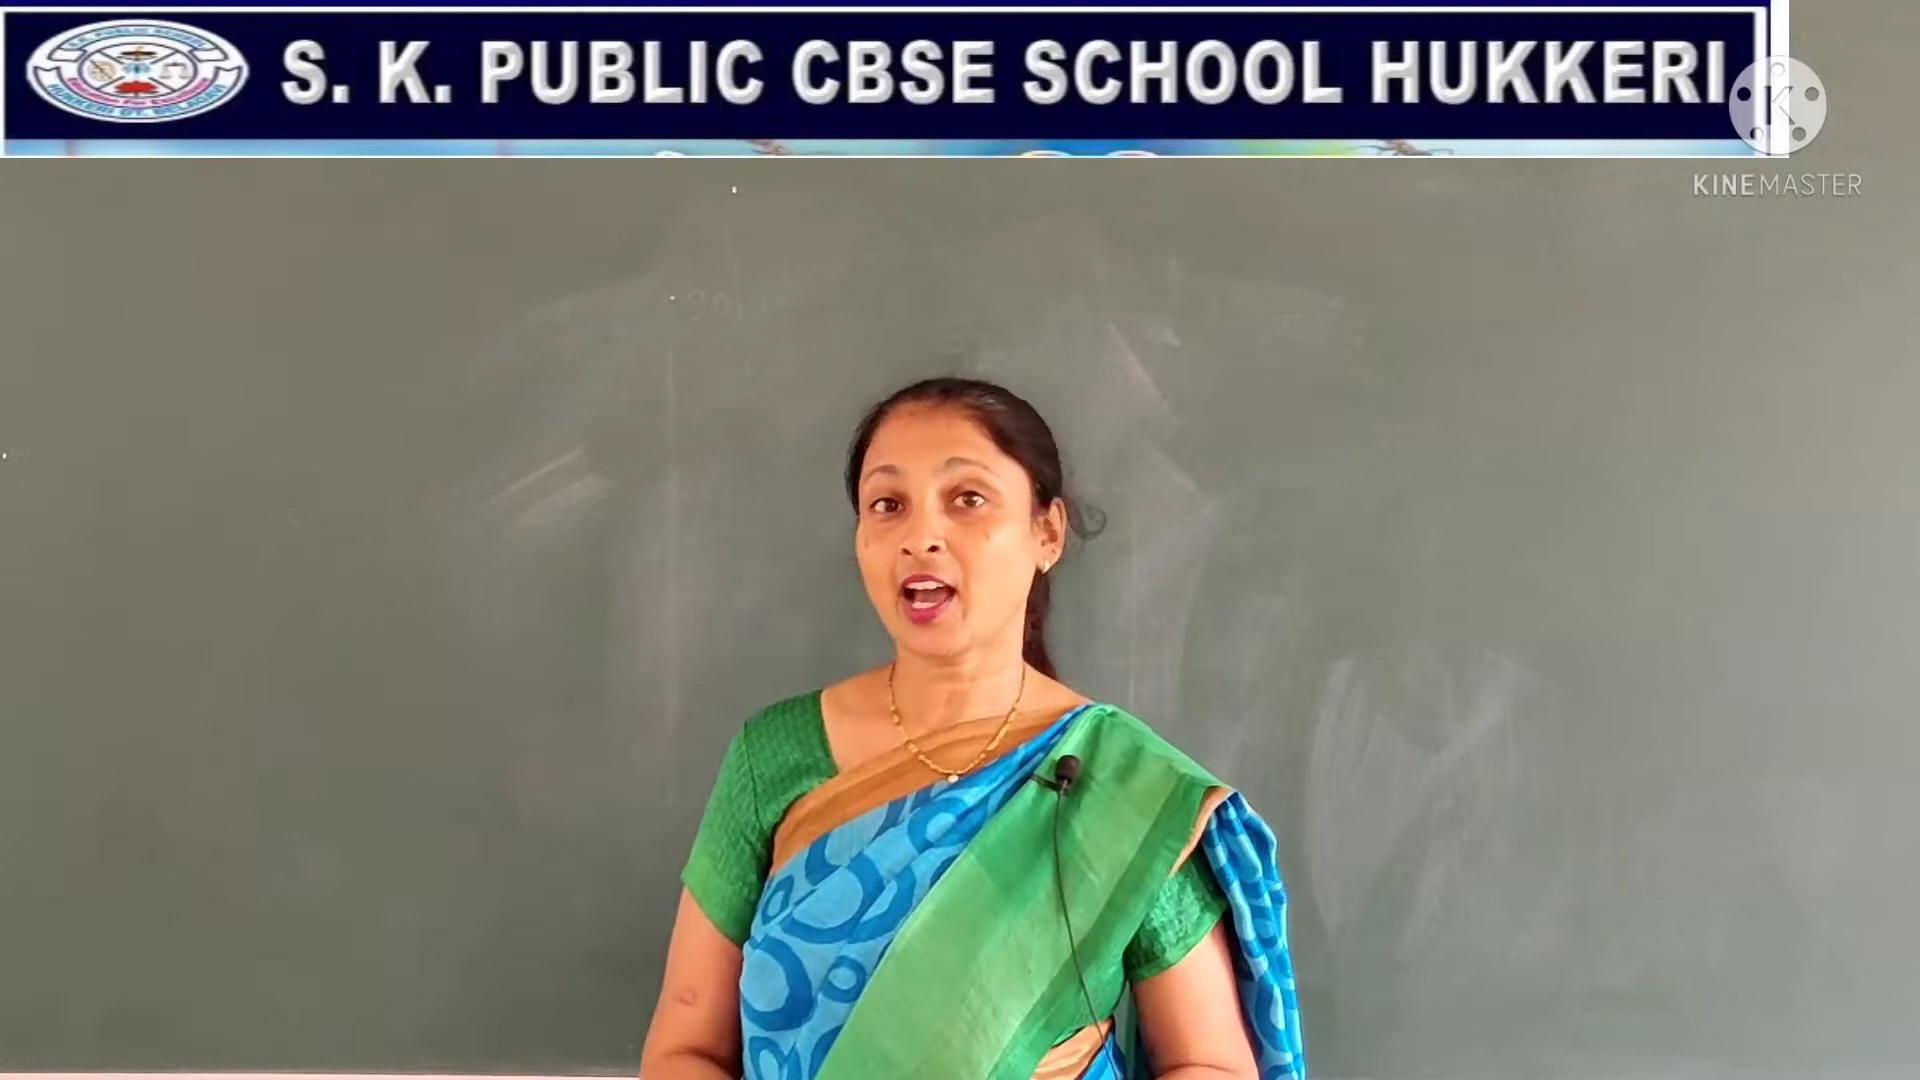 S. K. PUBLIC CBSE SCHOOL HUKKERI
K
KINEMASTER